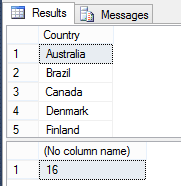 Results Messages
Country
1 Australia
2 Brazil
3 Canada
4 Denmark
5 Finland
(No column name)
1 16